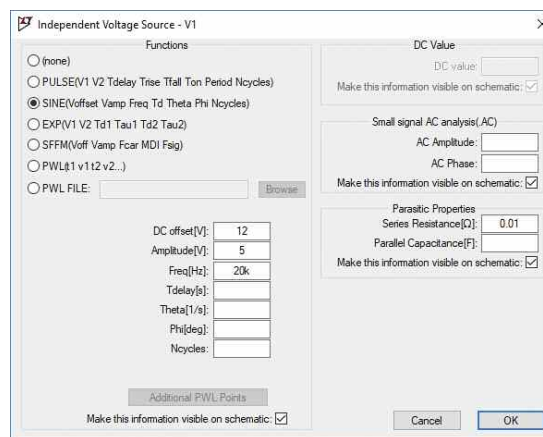 Independent Voltage Source - V1
Functions
(none)
PULSE(V1 V2 Tdelay Trise Tfall Ton Period Ncycles)
SINE(Voffset Vamp Freq Td Theta Phi Ncycles)
EXP(V1 V2 Td1 Tau1 Td2 Tau2)
SFFM(Voff Vamp Fcar MDI Fsig)
PWL(t1 v1 t2 v2...)
PWL FILE:
Browse
DC offset[V]: 12
Amplitude[V]: 5
Freq[Hz]: 20k
Tdelay[s]:
Theta[1/s]:
Phi[deg]:
Ncycles:
Additional PWL Points
Make this information visible on schematic:
DC Value
DC value:
Make this information visible on schematic:
Small signal AC analysis(.AC)
AC Amplitude:
AC Phase:
Make this information visible on schematic:
Parasitic Properties
Series Resistance[Ω]: 0.01
Parallel Capacitance[F]:
Make this information visible on schematic:
Cancel
OK